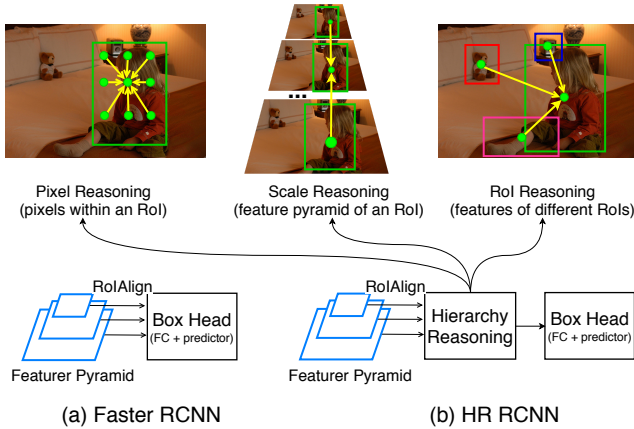 ...
Pixel Reasoning
(pixels within an RoI)
Scale Reasoning
(feature pyramid of an RoI)
RoI Reasoning
(features of different RoIs)
RoIAlign
Box Head
(FC + predictor)
Featurer Pyramid
(a) Faster RCNN
RoIAlign
Hierarchy
Reasoning
Box Head
(FC + predictor)
Featurer Pyramid
(b) HR RCNN